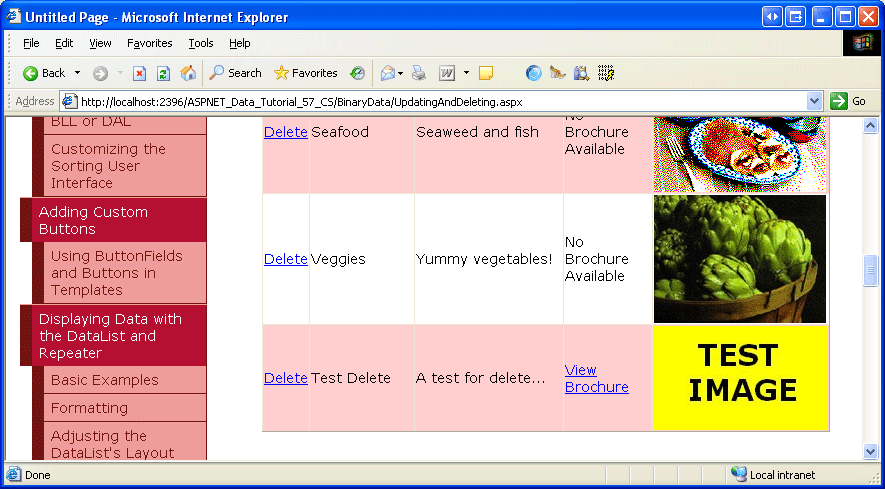 Untitled Page - Microsoft Internet Explorer
File Edit View Favorites Tools Help
Back Search Favorites
Address http://localhost:2396/ASPNET_Data_Tutorial_57_CS/BinaryData/UpdatingAndDeleting.aspx Go
BLL or DAL
Customizing the
Sorting User
Interface
Adding Custom
Buttons
Using ButtonFields
and Buttons in
Templates
Displaying Data with
the DataList and
Repeater
Basic Examples
Formatting
Adjusting the
DataList's Layout
Delete Seafood Seaweed and fish No
Brochure
Available
Delete Veggies Yummy vegetables! No
Brochure
Available
Delete Test Delete A test for delete... View
Brochure
TEST
IMAGE
Done Local intranet